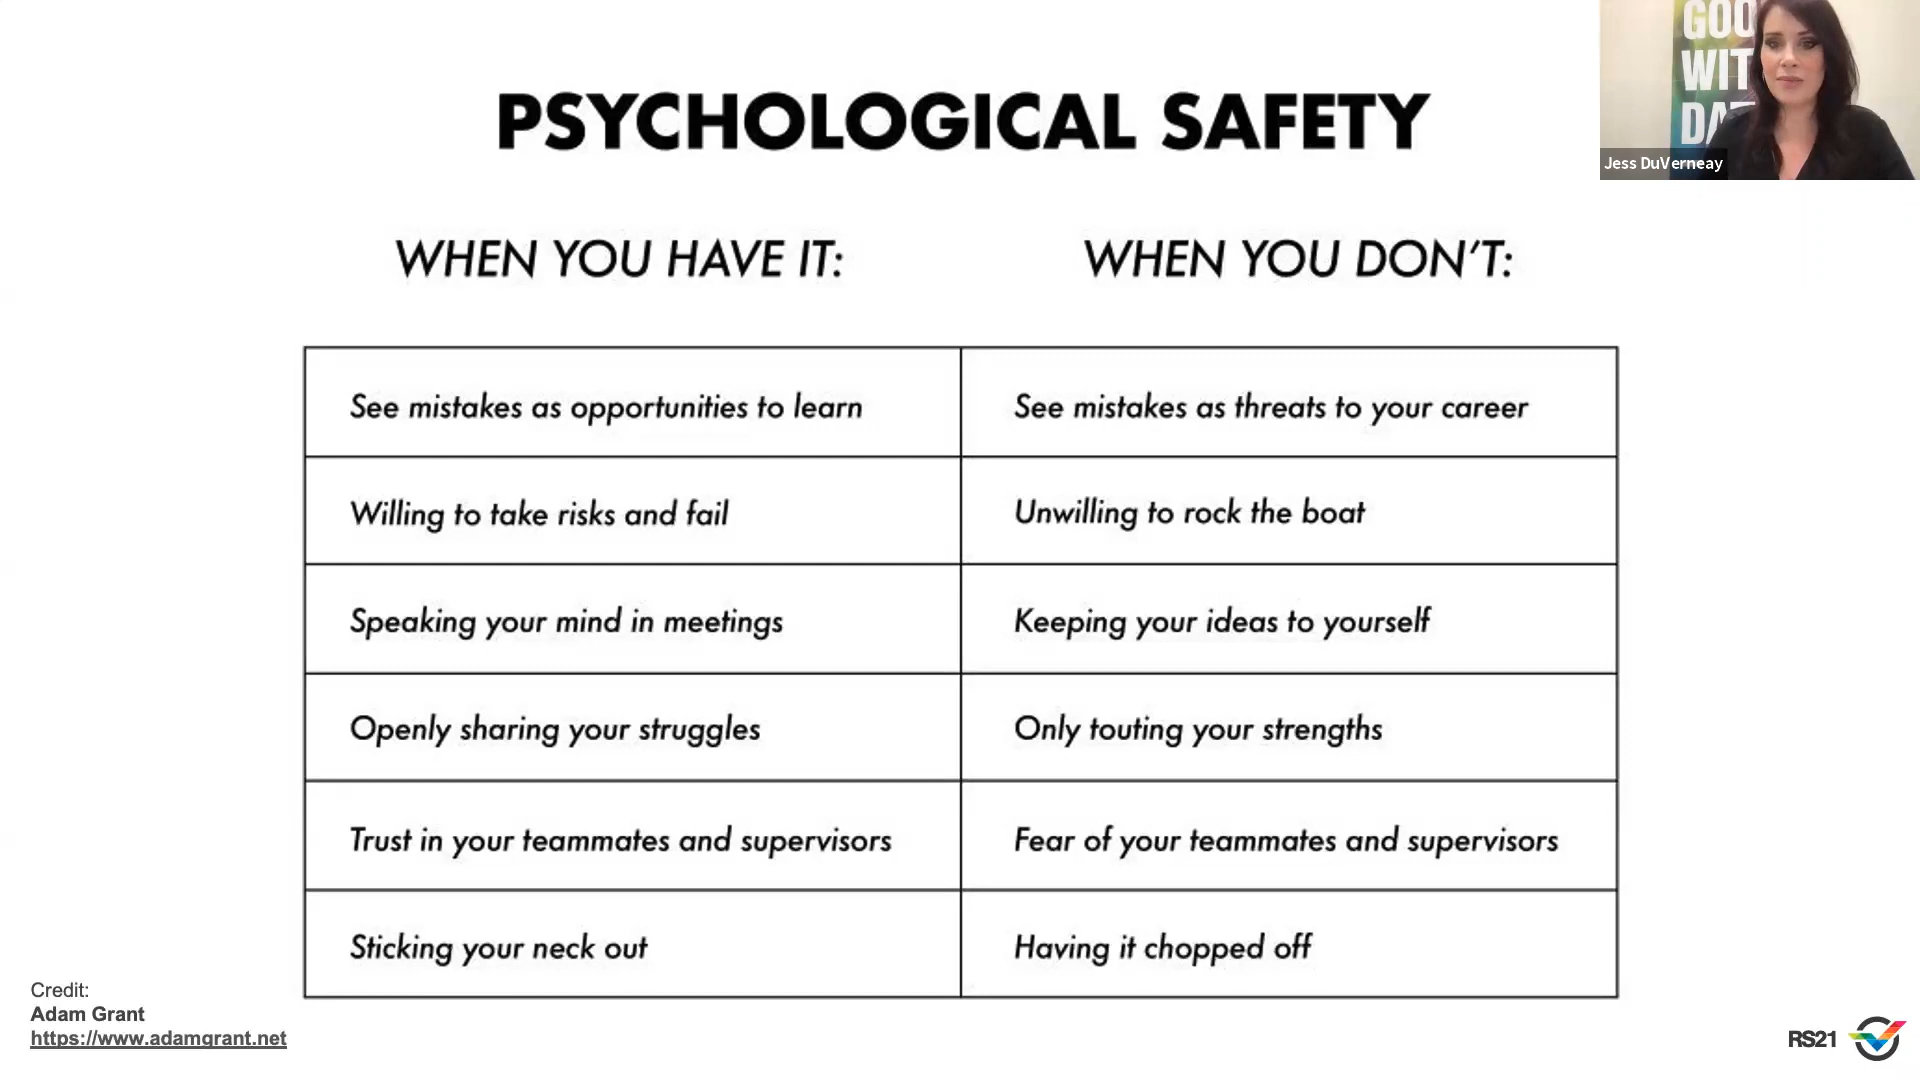 PSYCHOLOGICAL SAFETY
GOO
WIT
DA
Jess DuVerneay
WHEN YOU HAVE IT:
WHEN YOU DON'T:
See mistakes as opportunities to learn
See mistakes as threats to your career
Willing to take risks and fail
Unwilling to rock the boat
Speaking your mind in meetings
Keeping your ideas to yourself
Openly sharing your struggles
Only touting your strengths
Trust in your teammates and supervisors
Fear of your teammates and supervisors
Sticking your neck out
Having it chopped off
Credit:
Adam Grant
https://www.adamgrant.net
RS21